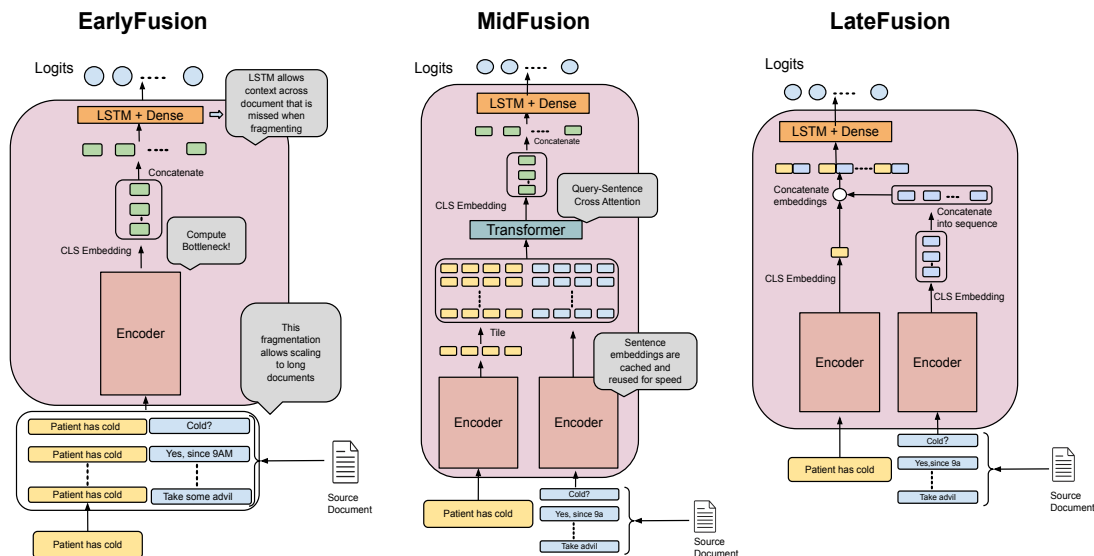 EarlyFusion
Logits
LSTM allows
context across
document that is
missed when
fragmenting
LSTM + Dense
Concatenate
CLS Embedding
Compute
Bottleneck!
Encoder
This
fragmentation
allows scaling
to long
documents
Patient has cold
Cold?
Patient has cold
Yes, since 9AM
Patient has cold
Take some advil
Source
Document
Patient has cold
MidFusion
Logits
LSTM + Dense
Concatenate
CLS Embedding
Query-Sentence
Cross Attention
Transformer
Tile
Sentence
embeddings are
cached and
reused for speed
Encoder
Encoder
Patient has cold
Cold?
Yes, since 9a
Take advil
Source
Document
LateFusion
Logits
LSTM + Dense
Concatenate
embeddings
Concatenate
into sequence
CLS Embedding
CLS Embedding
Encoder
Encoder
Patient has cold
Cold?
Yes,since 9a
Take advil
Source
Document